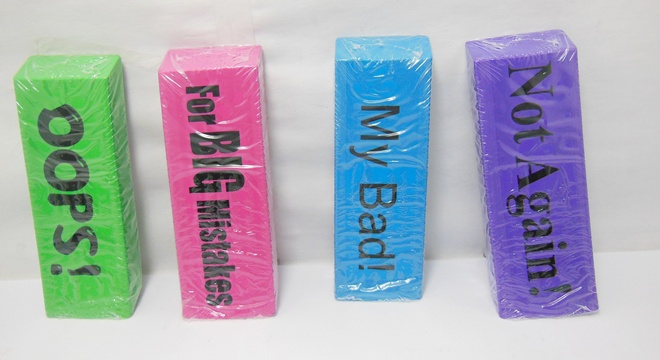 OOPS!
For BIG Mistakes
My Bad!
Not Again!